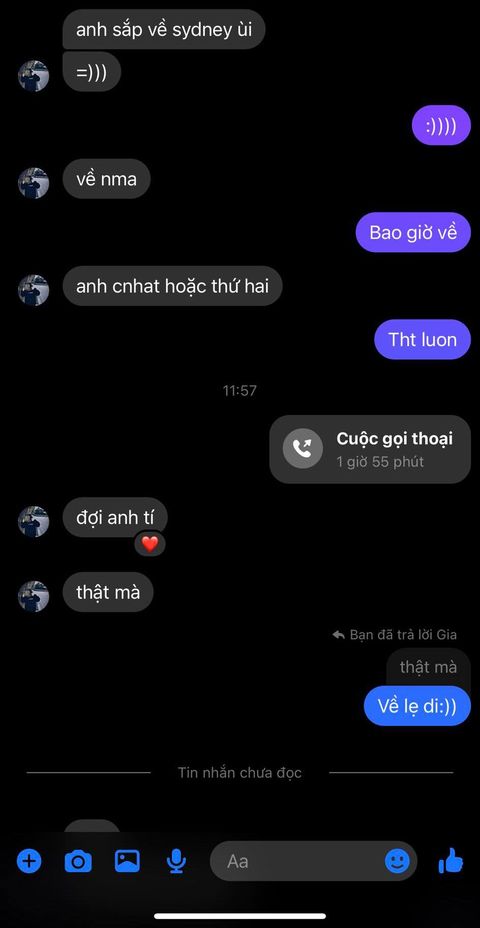 anh sắp về sydney ùi
=)))
:))))
về nma
Bao giờ về
anh cnhat hoặc thứ hai
Tht luon
11:57
Cuộc gọi thoại
1 giờ 55 phút
đợi anh tí
thật mà
Bạn đã trả lời Gia
thật mà
Về lẹ di:))
Tin nhắn chưa đọc
Aa